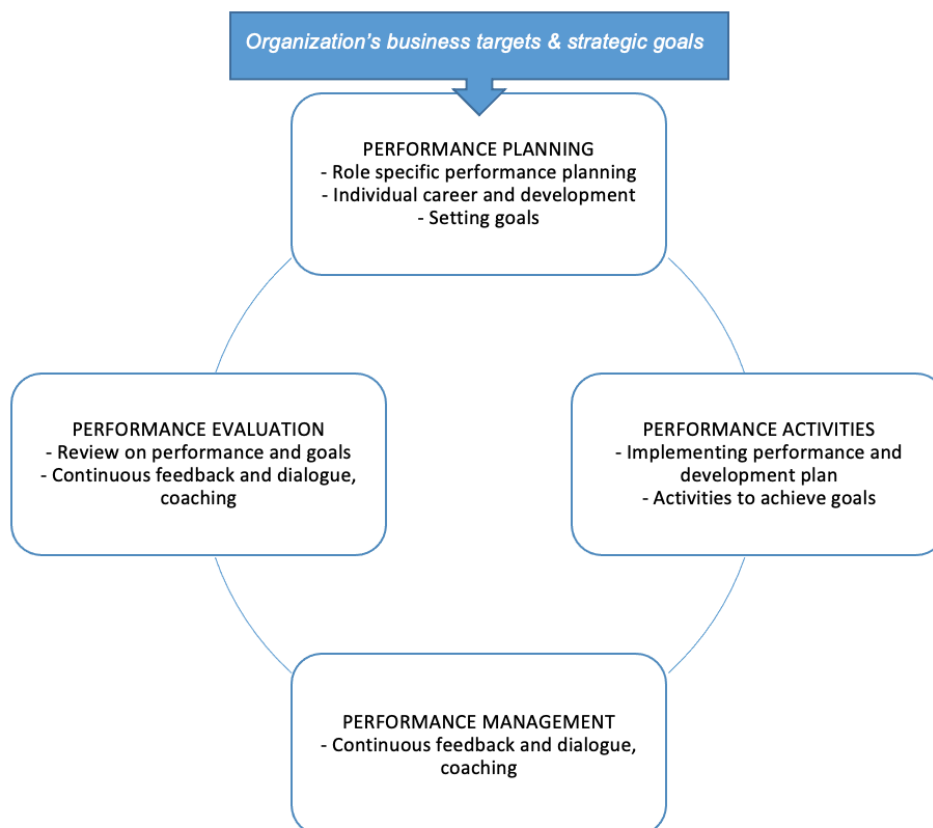 Organization's business targets & strategic goals
PERFORMANCE PLANNING
- Role specific performance planning
- Individual career and development
- Setting goals
PERFORMANCE EVALUATION
- Review on performance and goals
- Continuous feedback and dialogue,
coaching
PERFORMANCE ACTIVITIES
- Implementing performance and
development plan
- Activities to achieve goals
PERFORMANCE MANAGEMENT
- Continuous feedback and dialogue,
coaching